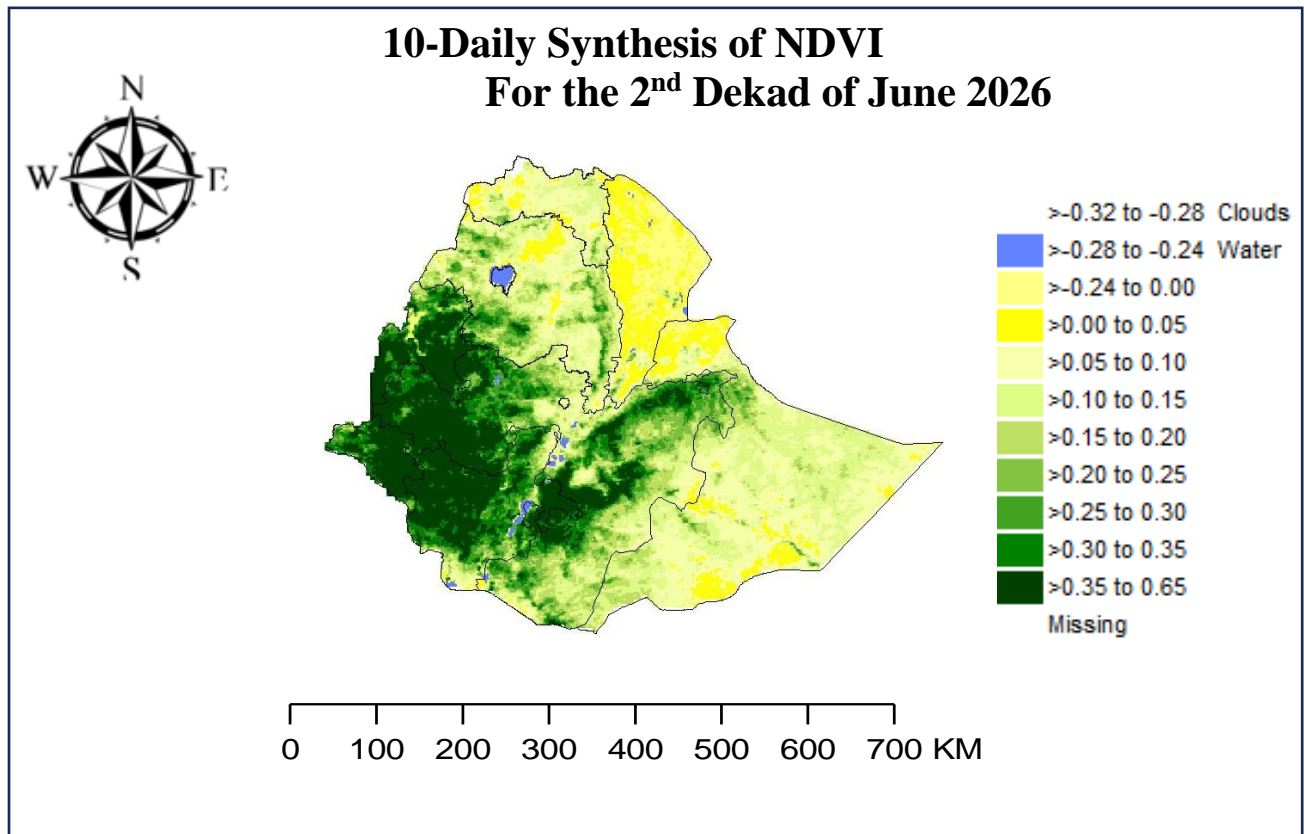 10-Daily Synthesis of NDVI
For the 2nd Dekad of June 2026
N
W E
S
>-0.32 to -0.28 Clouds
>-0.28 to -0.24 Water
>-0.24 to 0.00
>0.00 to 0.05
>0.05 to 0.10
>0.10 to 0.15
>0.15 to 0.20
>0.20 to 0.25
>0.25 to 0.30
>0.30 to 0.35
>0.35 to 0.65
Missing
0 100 200 300 400 500 600 700 KM